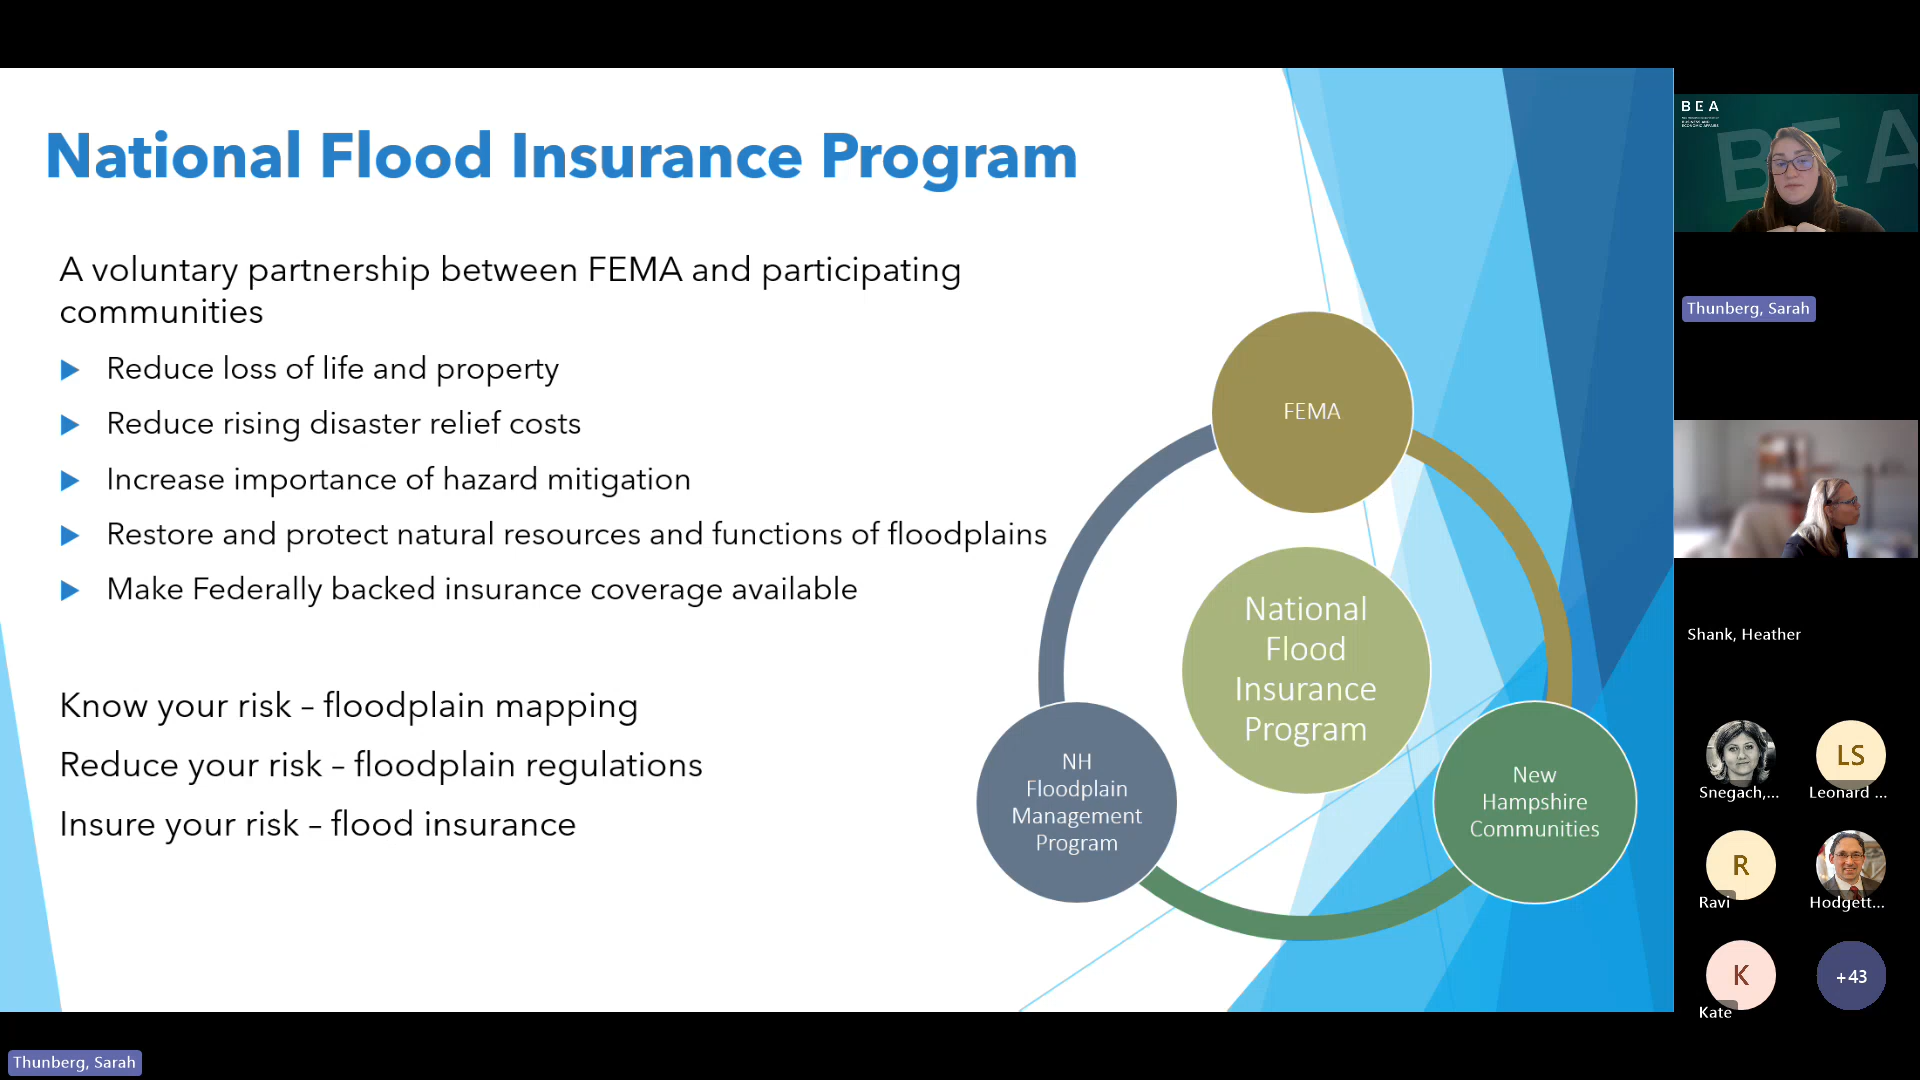 National Flood Insurance Program
A voluntary partnership between FEMA and participating
communities
Reduce loss of life and property
Reduce rising disaster relief costs
Increase importance of hazard mitigation
Restore and protect natural resources and functions of floodplains
Make Federally backed insurance coverage available
Know your risk – floodplain mapping
Reduce your risk – floodplain regulations
Insure your risk – flood insurance
FEMA
National
Flood
Insurance
Program
NH
Floodplain
Management
Program
New
Hampshire
Communities
BEA
BEA
Thunberg, Sarah
Shank, Heather
Snegach,...
LS
Leonard ...
R
Ravi
Hodgett...
K
Kate
+43
Thunberg, Sarah